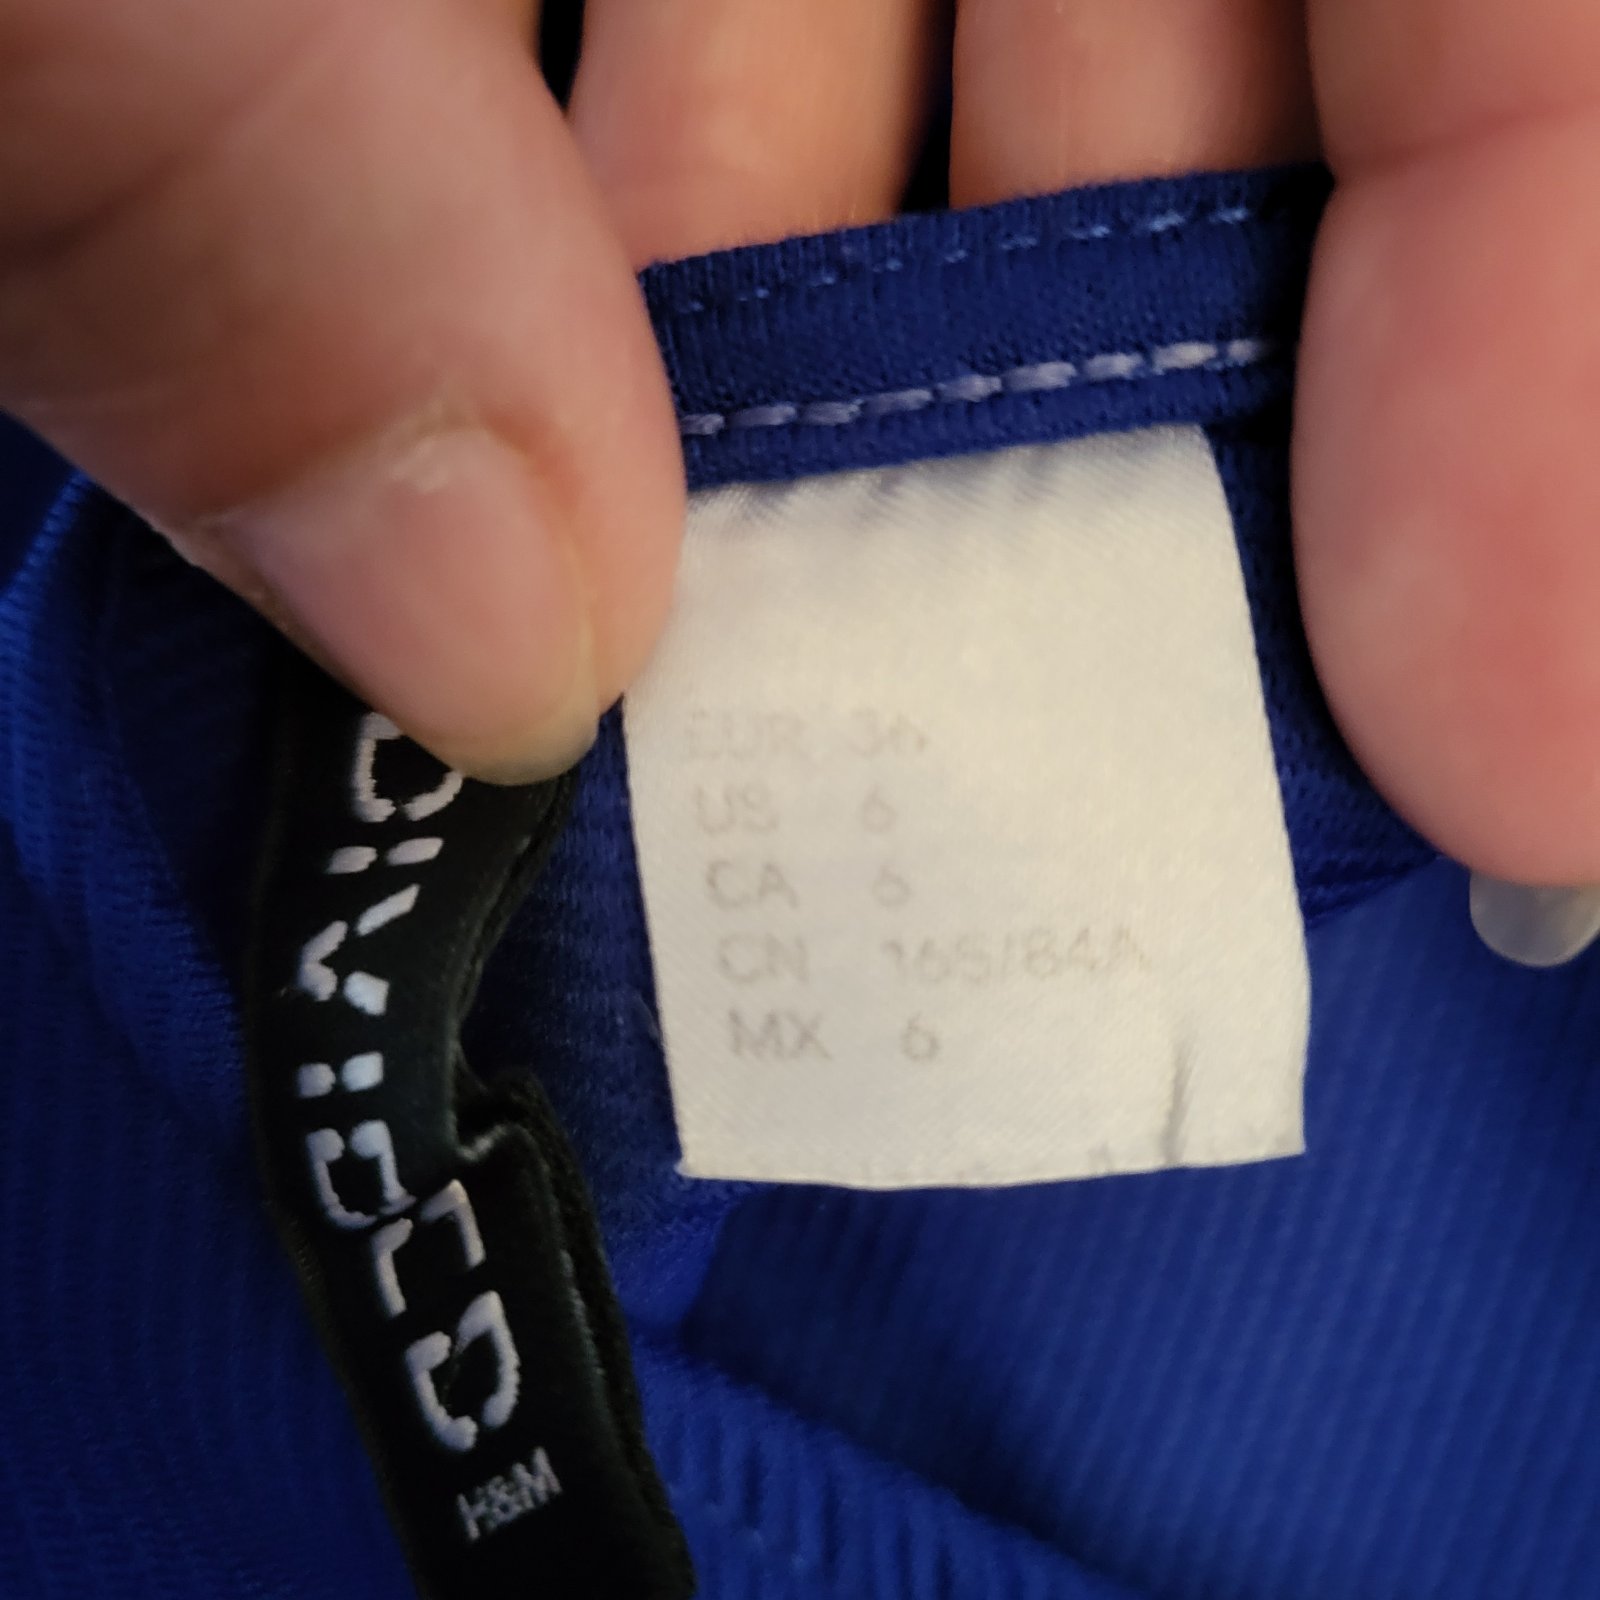 DIVIDED
H&M
EUR 36
US 6
CA 6
CN 165/84A
MX 6